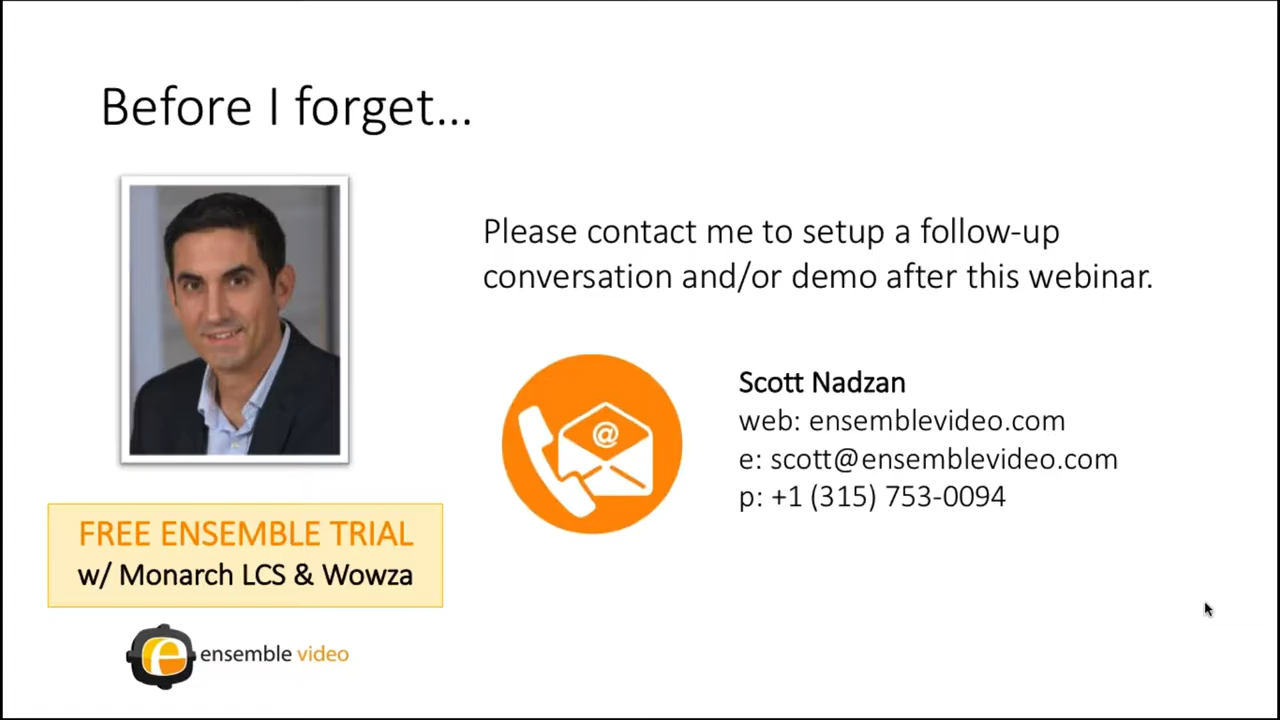 Before I forget...
Please contact me to setup a follow-up
conversation and/or demo after this webinar.
@
Scott Nadzan
web: ensemblevideo.com
e: scott@ensemblevideo.com
p: +1 (315) 753-0094
FREE ENSEMBLE TRIAL
w/ Monarch LCS & Wowza
e ensemble video